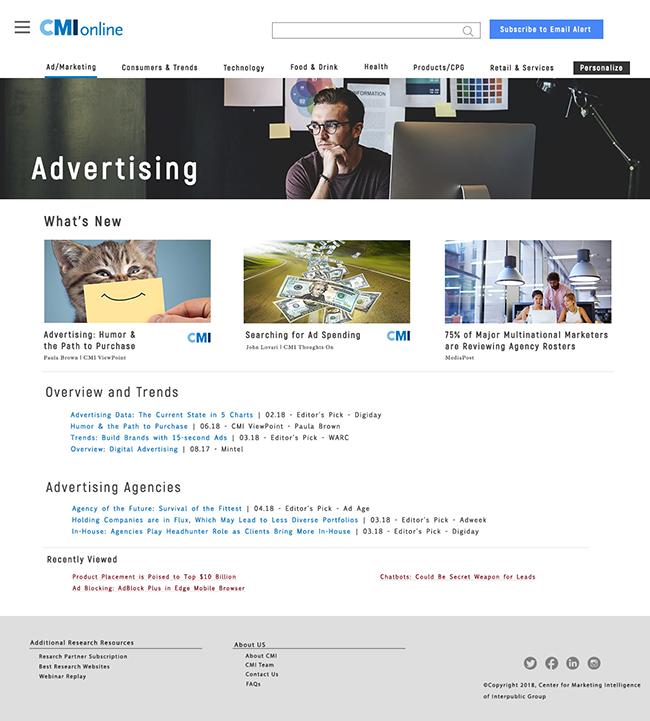 CMI online
Subscribe to Email Alert
Ad/Marketing Consumers & Trends Technology Food & Drink Health Products/CPG Retail & Services Personalize
INFORMATION
Advertising
What's New
Advertising: Humor &
the Path to Purchase
Paula Brown | CMI ViewPoint
CMI
Searching for Ad Spending
John Lovari | CMI Thoughts On
CMI
75% of Major Multinational Marketers
are Reviewing Agency Rosters
MediaPost
Overview and Trends
Advertising Data: The Current State in 5 Charts | 02.18 - Editor's Pick - Digiday
Humor & the Path to Purchase | 06.18 - CMI ViewPoint - Paula Brown
Trends: Build Brands with 15-second Ads | 03.18 - Editor's Pick - WARC
Overview: Digital Advertising | 08.17 - Mintel
Advertising Agencies
Agency of the Future: Survival of the Fittest | 04.18 - Editor's Pick - Ad Age
Holding Companies are in Flux, Which May Lead to Less Diverse Portfolios | 03.18 - Editor's Pick - Adweek
In-House: Agencies Play Headhunter Role as Clients Bring More In-House | 03.18 - Editor's Pick - Digiday
Recently Viewed
Product Placement is Poised to Top $10 Billion
Chatbots: Could Be Secret Weapon for Leads
Ad Blocking: AdBlock Plus in Edge Mobile Browser
Additional Research Resources
Resarch Partner Subscription
Best Research Websites
Webinar Replay
About US
About CMI
CMI Team
Contact Us
FAQs
©Copyright 2018, Center for Marketing Intelligence
of Interpublic Group